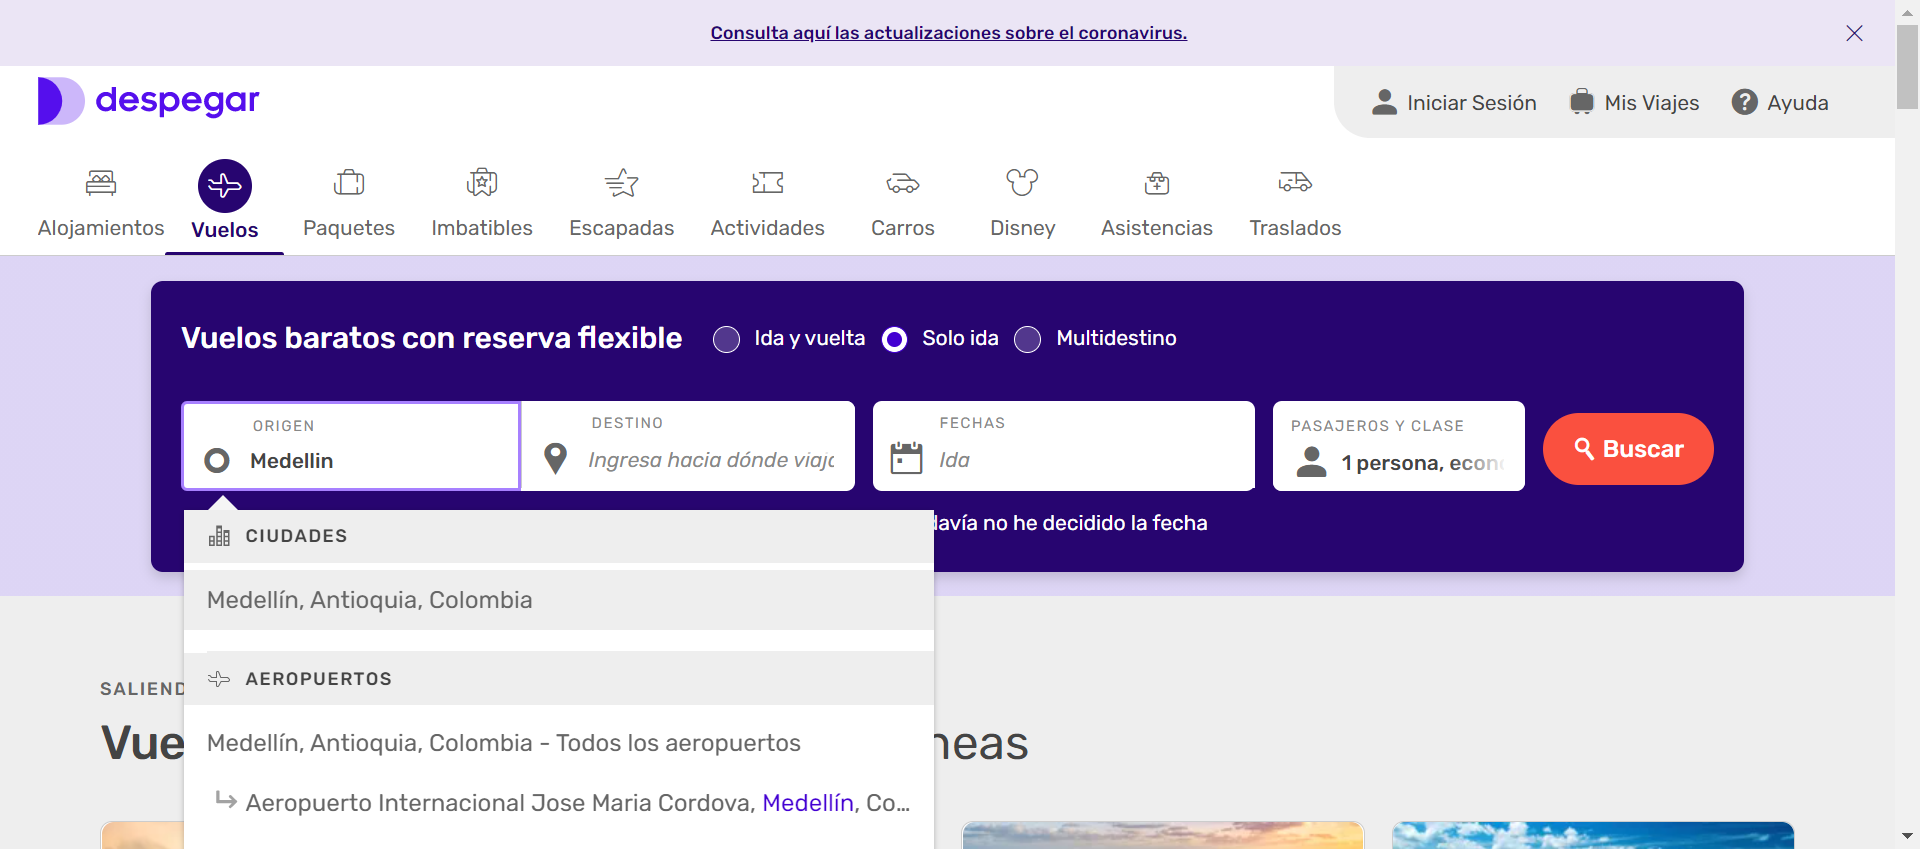 Consulta aquí las actualizaciones sobre el coronavirus.
despegar
Iniciar Sesión
Mis Viajes
Ayuda
Alojamientos
Vuelos
Paquetes
Imbatibles
Escapadas
Actividades
Carros
Disney
Asistencias
Traslados
Vuelos baratos con reserva flexible
Ida y vuelta
Solo ida
Multidestino
ORIGEN
Medellin
DESTINO
Ingresa hacia dónde viajo
FECHAS
Ida
PASAJEROS Y CLASE
1 persona, econo
Buscar
davía no he decidido la fecha
CIUDADES
Medellín, Antioquia, Colombia
AEROPUERTOS
SALIEND
Vue
neas
Medellín, Antioquia, Colombia - Todos los aeropuertos
Aeropuerto Internacional Jose Maria Cordova, Medellín, Co...